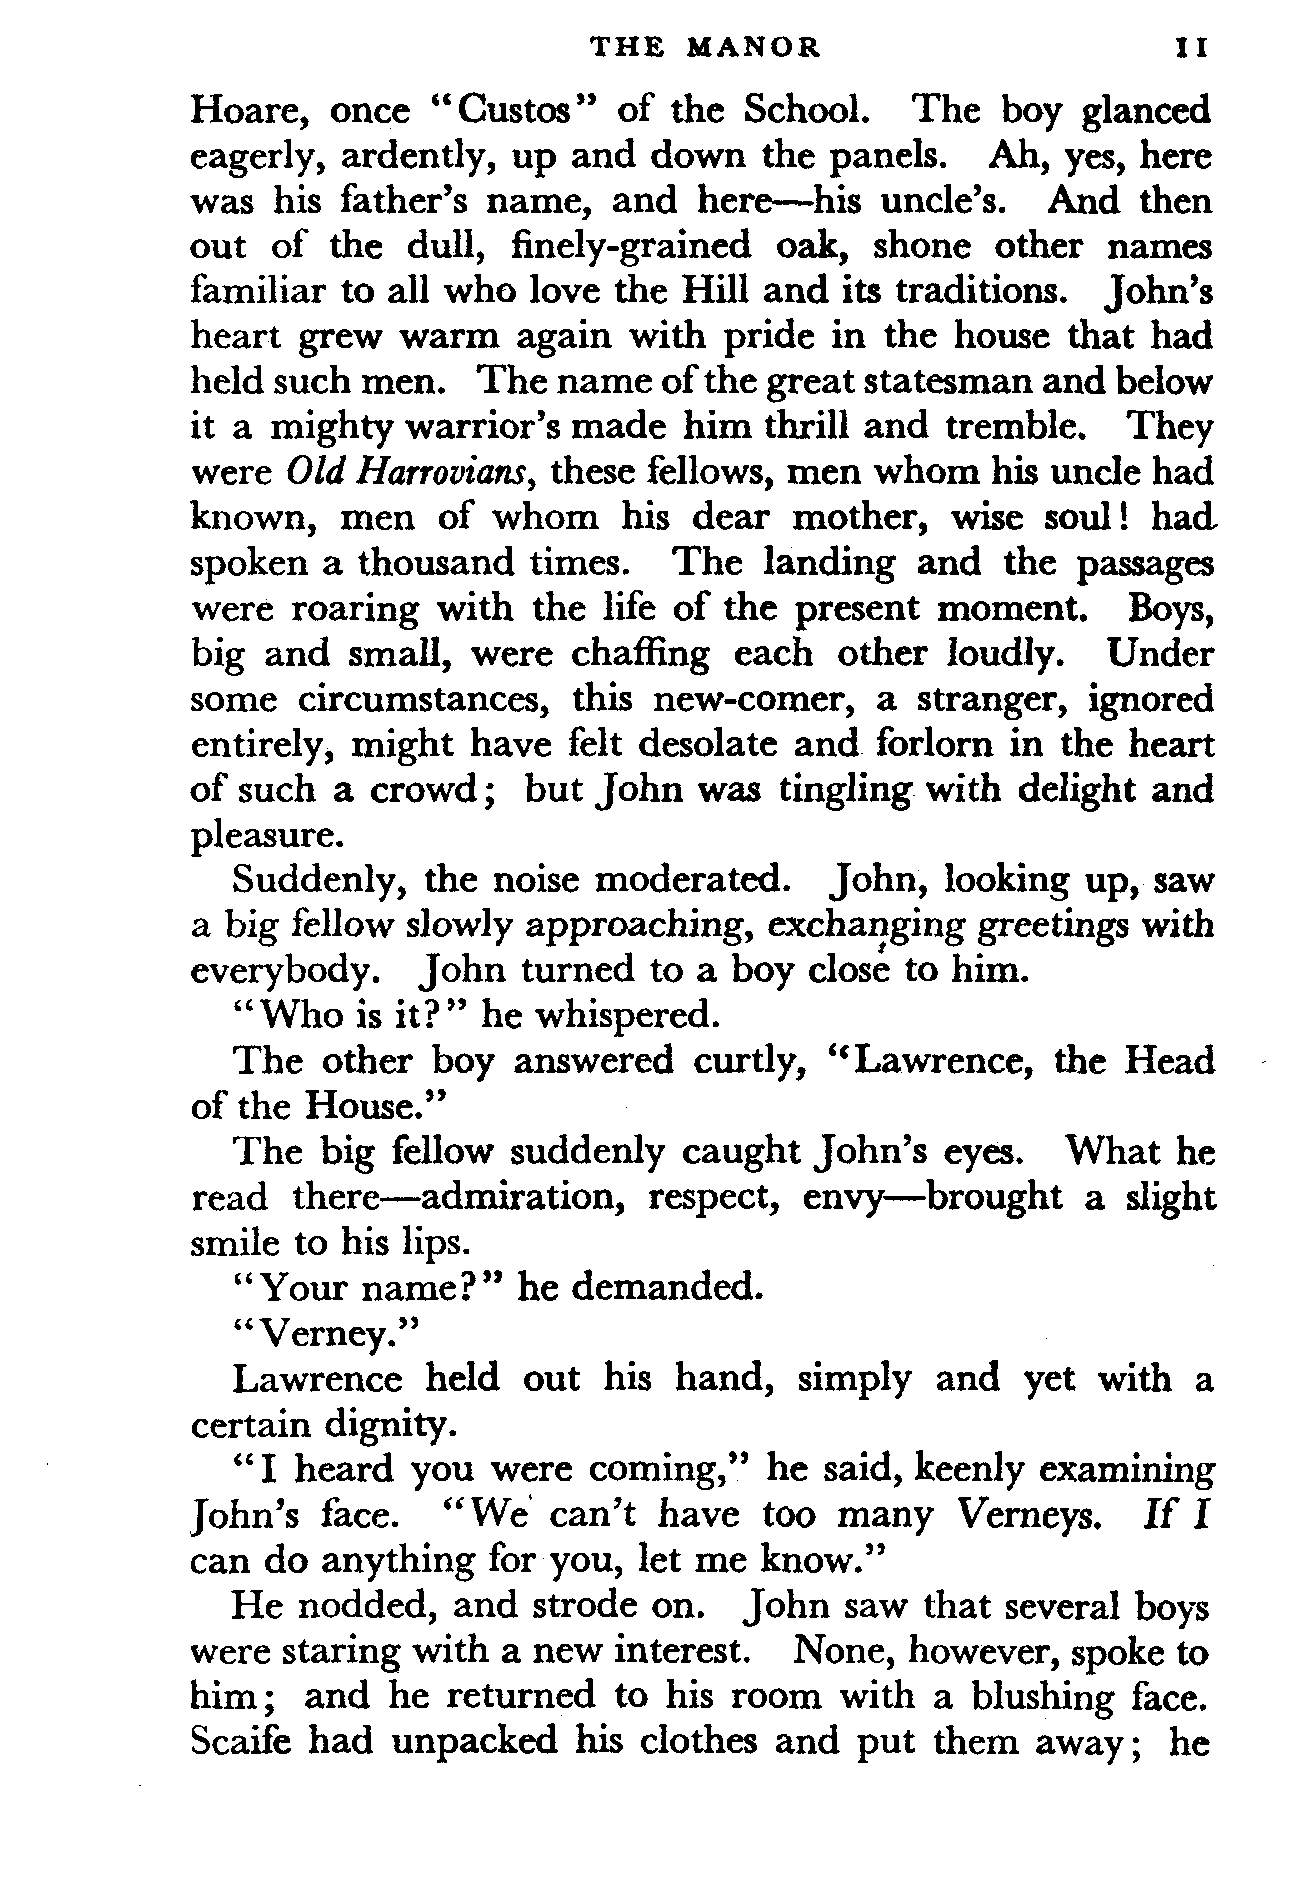 THE MANOR 11
Hoare, once “Custos” of the School. The boy glanced
eagerly, ardently, up and down the panels. Ah, yes, here
was his father’s name, and here—his uncle’s. And then
out of the dull, finely-grained oak, shone other names
familiar to all who love the Hill and its traditions. John’s
heart grew warm again with pride in the house that had
held such men. The name of the great statesman and below
it a mighty warrior’s made him thrill and tremble. They
were Old Harrovians, these fellows, men whom his uncle had
known, men of whom his dear mother, wise soul! had
spoken a thousand times. The landing and the passages
were roaring with the life of the present moment. Boys,
big and small, were chaffing each other loudly. Under
some circumstances, this new-comer, a stranger, ignored
entirely, might have felt desolate and forlorn in the heart
of such a crowd; but John was tingling with delight and
pleasure.
Suddenly, the noise moderated. John, looking up, saw
a big fellow slowly approaching, exchanging greetings with
everybody. John turned to a boy close to him.
“Who is it?” he whispered.
The other boy answered curtly, “Lawrence, the Head
of the House.”
The big fellow suddenly caught John’s eyes. What he
read there—admiration, respect, envy—brought a slight
smile to his lips.
“Your name?” he demanded.
“Verney.”
Lawrence held out his hand, simply and yet with a
certain dignity.
“I heard you were coming,” he said, keenly examining
John’s face. “We can’t have too many Verneys. If I
can do anything for you, let me know.”
He nodded, and strode on. John saw that several boys
were staring with a new interest. None, however, spoke to
him; and he returned to his room with a blushing face.
Scaife had unpacked his clothes and put them away; he